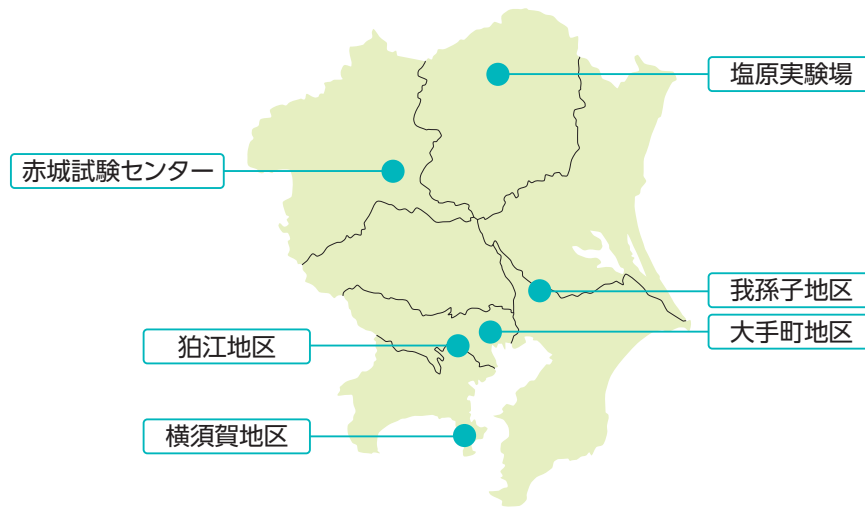 塩原実験場
赤城試験センター
我孫子地区
大手町地区
狛江地区
横須賀地区